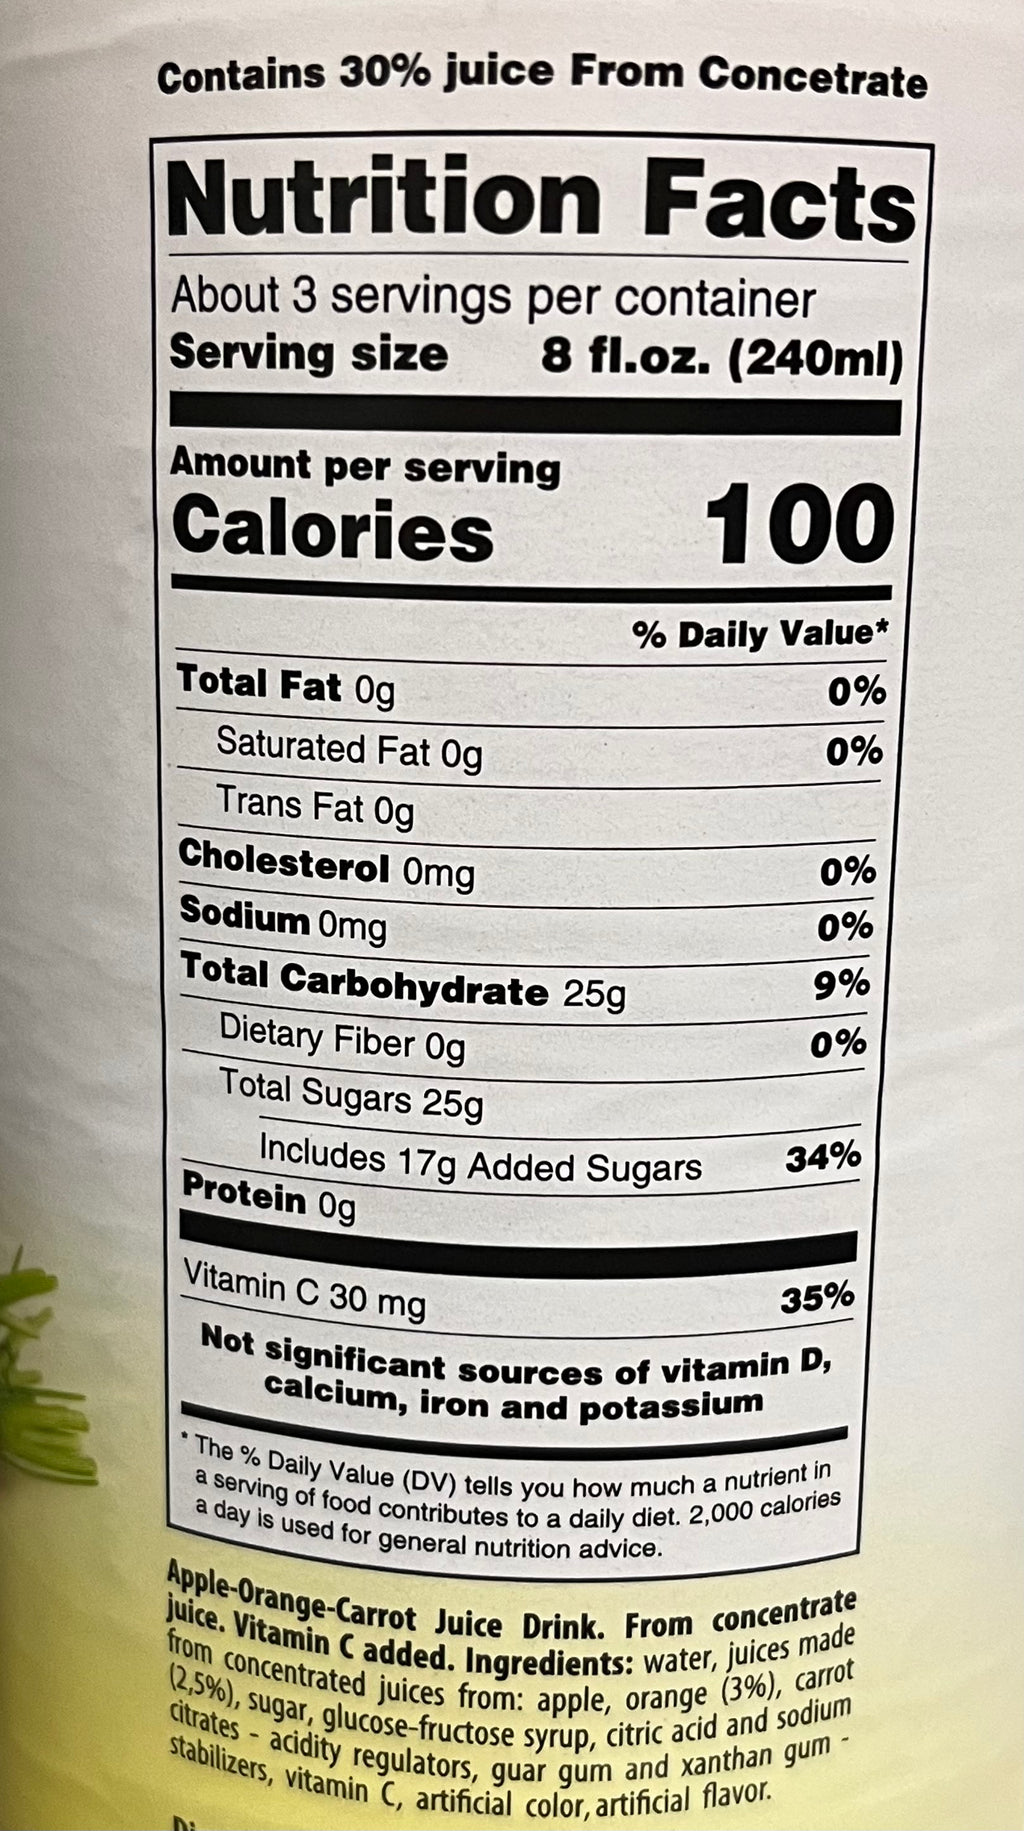 Contains 30% juice From Concetrate
Nutrition Facts
About 3 servings per container
Serving size 8 fl.oz. (240ml)
Amount per serving
Calories 100
% Daily Value*
Total Fat 0g 0%
Saturated Fat 0g 0%
Trans Fat 0g
Cholesterol 0mg 0%
Sodium 0mg 0%
Total Carbohydrate 25g 9%
Dietary Fiber 0g 0%
Total Sugars 25g
Includes 17g Added Sugars 34%
Protein 0g
Vitamin C 30 mg 35%
Not significant sources of vitamin D,
calcium, iron and potassium
* The % Daily Value (DV) tells you how much a nutrient in
a serving of food contributes to a daily diet. 2,000 calories
a day is used for general nutrition advice.
Apple-Orange-Carrot Juice Drink. From concentrate
juice. Vitamin C added. Ingredients: water, juices made
from concentrated juices from: apple, orange (3%), carrot
(2,5%), sugar, glucose-fructose syrup, citric acid and sodium
citrates - acidity regulators, guar gum and xanthan gum -
stabilizers, vitamin C, artificial color, artificial flavor.